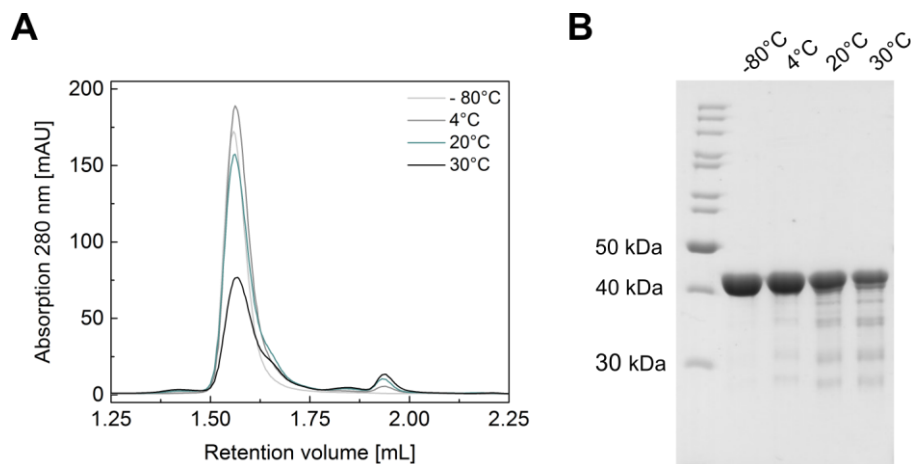 A
Absorption 280 nm [mAU]
200
150
100
50
0
1.25 1.50 1.75 2.00 2.25
Retention volume [mL]
- 80°C
4°C
20°C
30°C
B
-80°C 4°C 20°C 30°C
50 kDa
40 kDa
30 kDa